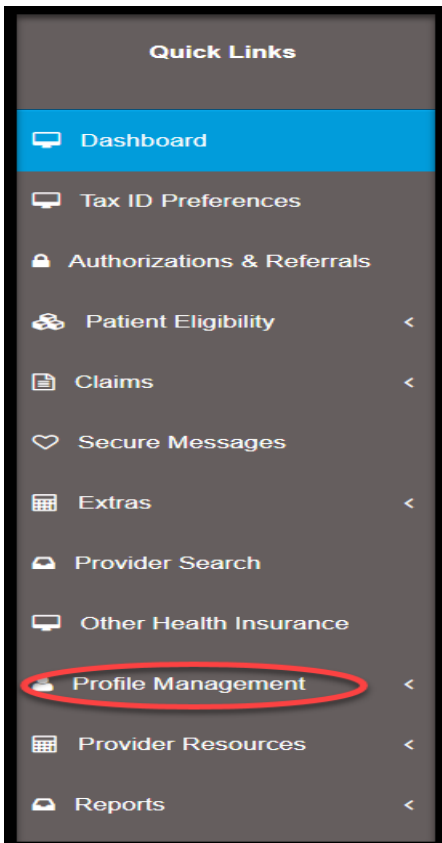 Quick Links
Dashboard
Tax ID Preferences
Authorizations & Referrals
Patient Eligibility <
Claims <
Secure Messages
Extras <
Provider Search
Other Health Insurance
Profile Management <
Provider Resources <
Reports <